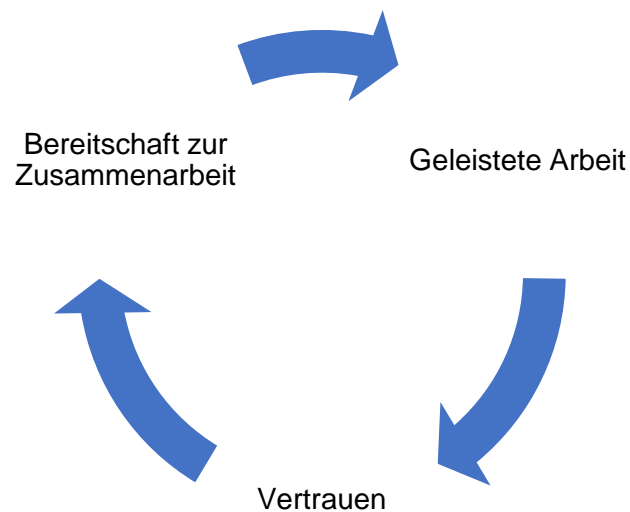 Bereitschaft zur
Zusammenarbeit
Geleistete Arbeit
Vertrauen